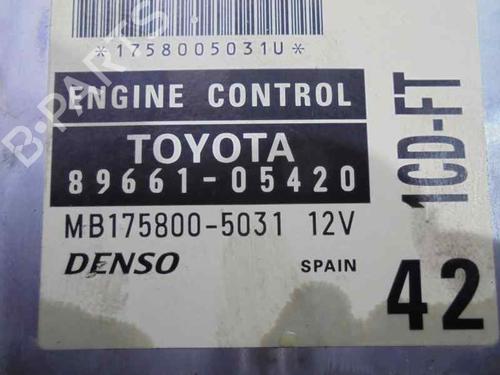 *1758005031U*
ENGINE CONTROL
TOYOTA
89661-05420
MB175800-5031 12V
DENSO SPAIN
1CD-FT
42
B-PARTS